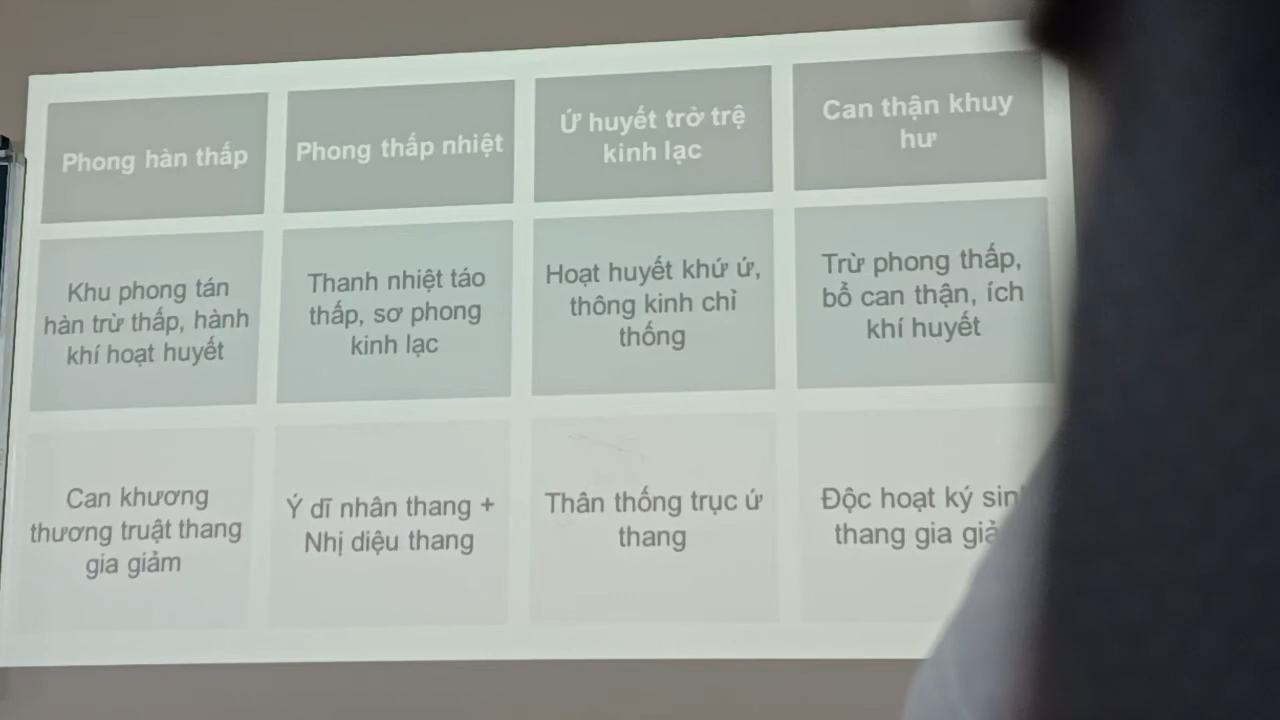 Phong hàn thấp
Phong thấp nhiệt
Ứ huyết trở trệ
kinh lạc
Can thận khuy
hư
Khu phong tán
hàn trừ thấp, hành
khí hoạt huyết
Thanh nhiệt táo
thấp, sơ phong
kinh lạc
Hoạt huyết khứ ứ,
thông kinh chỉ
thống
Trừ phong thấp,
bổ can thận, ích
khí huyết
Can khương
thương truật thang
gia giảm
Ý dĩ nhân thang +
Nhị diệu thang
Thân thống trục ứ
thang
Độc hoạt ký
thang gia